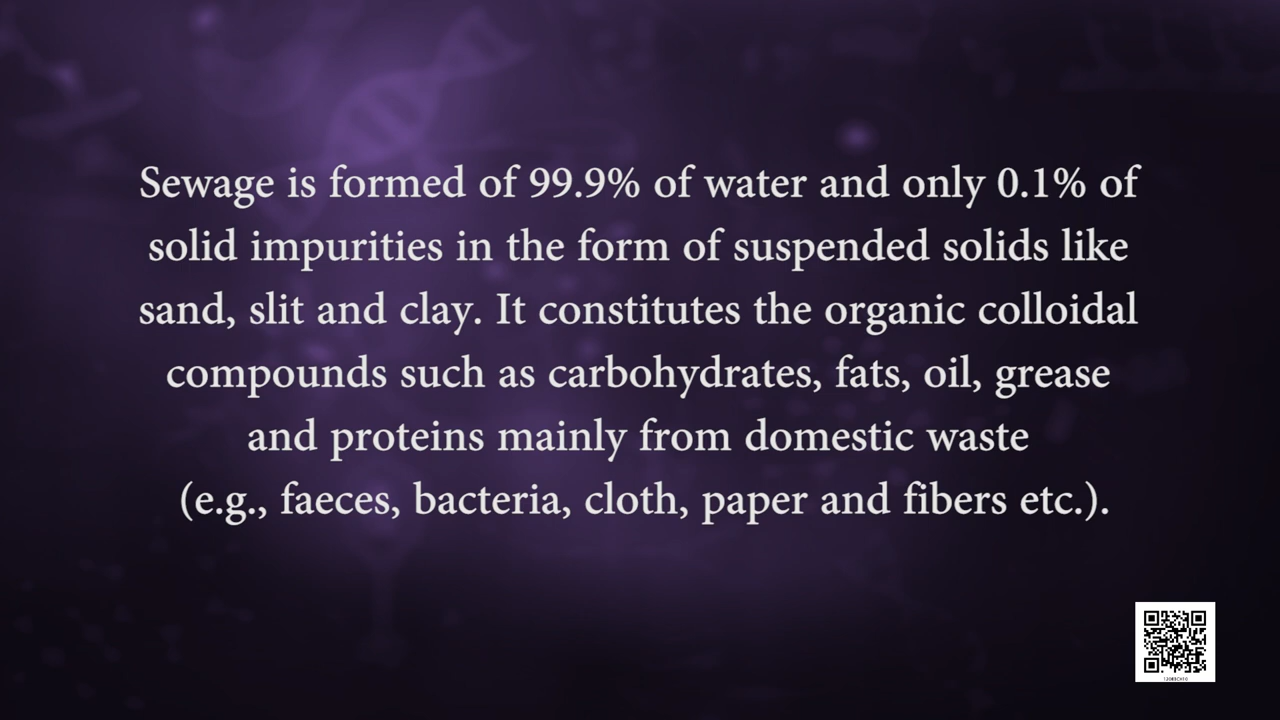 Sewage is formed of 99.9% of water and only 0.1% of
solid impurities in the form of suspended solids like
sand, slit and clay. It constitutes the organic colloidal
compounds such as carbohydrates, fats, oil, grease
and proteins mainly from domestic waste
(e.g., faeces, bacteria, cloth, paper and fibers etc.).